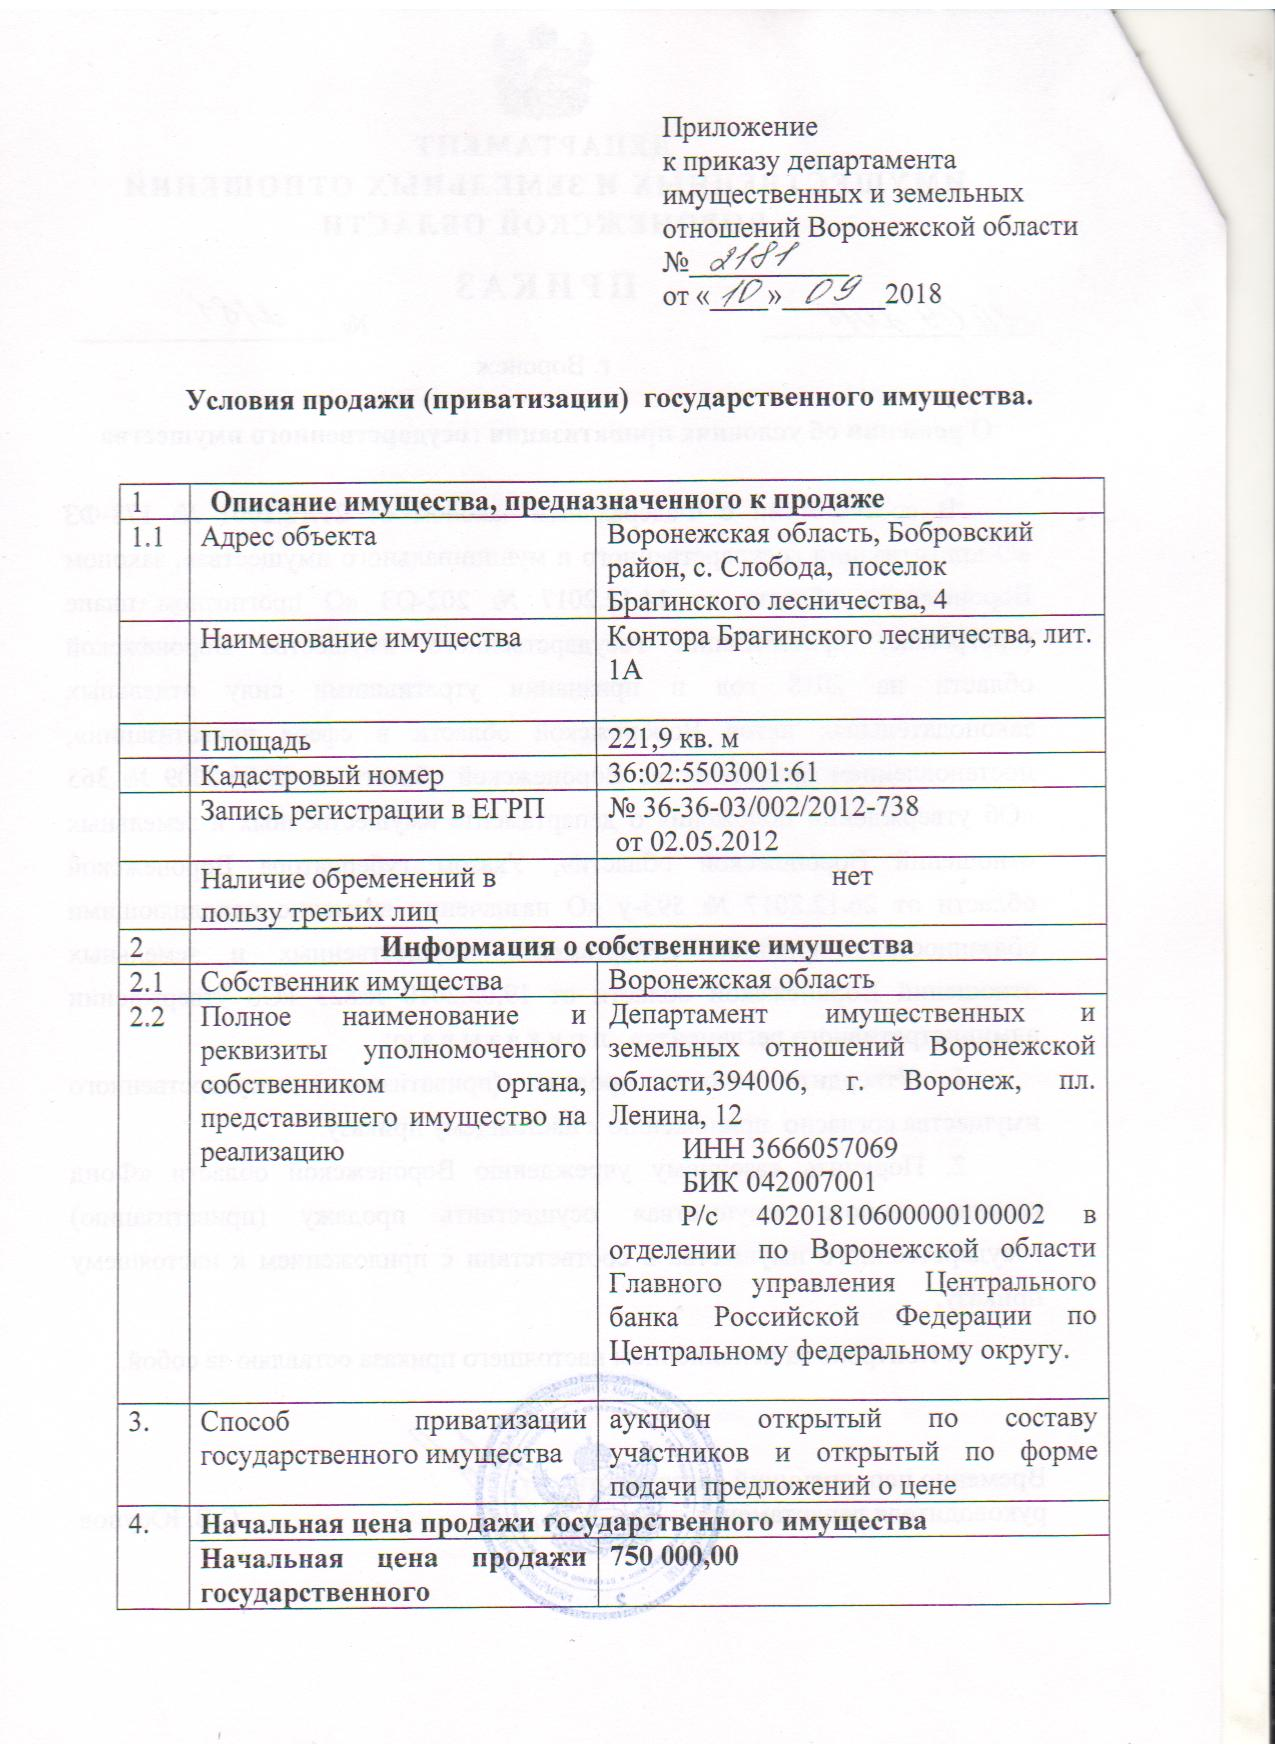 Приложение
к приказу департамента
имущественных и земельных
отношений Воронежской области
№ 2181
от « 10 » 09 2018
Условия продажи (приватизации) государственного имущества.
1 Описание имущества, предназначенного к продаже
1.1 Адрес объекта Воронежская область, Бобровский
район, с. Слобода, поселок
Брагинского лесничества, 4
Наименование имущества Контора Брагинского лесничества, лит.
1А
Площадь 221,9 кв. м
Кадастровый номер 36:02:5503001:61
Запись регистрации в ЕГРП № 36-36-03/002/2012-738
от 02.05.2012
Наличие обременений в нет
пользу третьих лиц
2 Информация о собственнике имущества
2.1 Собственник имущества Воронежская область
2.2 Полное наименование и Департамент имущественных и
реквизиты уполномоченного земельных отношений Воронежской
собственником органа, области,394006, г. Воронеж, пл.
представившего имущество на Ленина, 12
реализацию ИНН 3666057069
БИК 042007001
Р/с 40201810600000100002 в
отделении по Воронежской области
Главного управления Центрального
банка Российской Федерации по
Центральному федеральному округу.
3. Способ приватизации аукцион открытый по составу
государственного имущества участников и открытый по форме
подачи предложений о цене
4. Начальная цена продажи государственного имущества
Начальная цена продажи 750 000,00
государственного